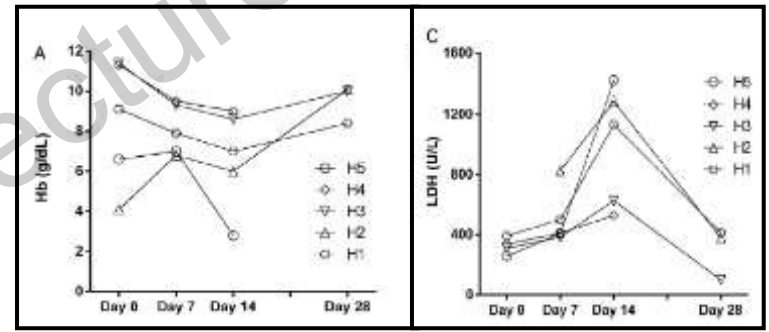 A
12
10
8
6
4
2
0
Hb (g/dL)
Day 0 Day 7 Day 14 Day 28
H5
H4
H3
H2
H1
C
1600
1200
800
400
0
LDH (U/L)
Day 0 Day 7 Day 14 Day 28
H5
H4
H3
H2
H1